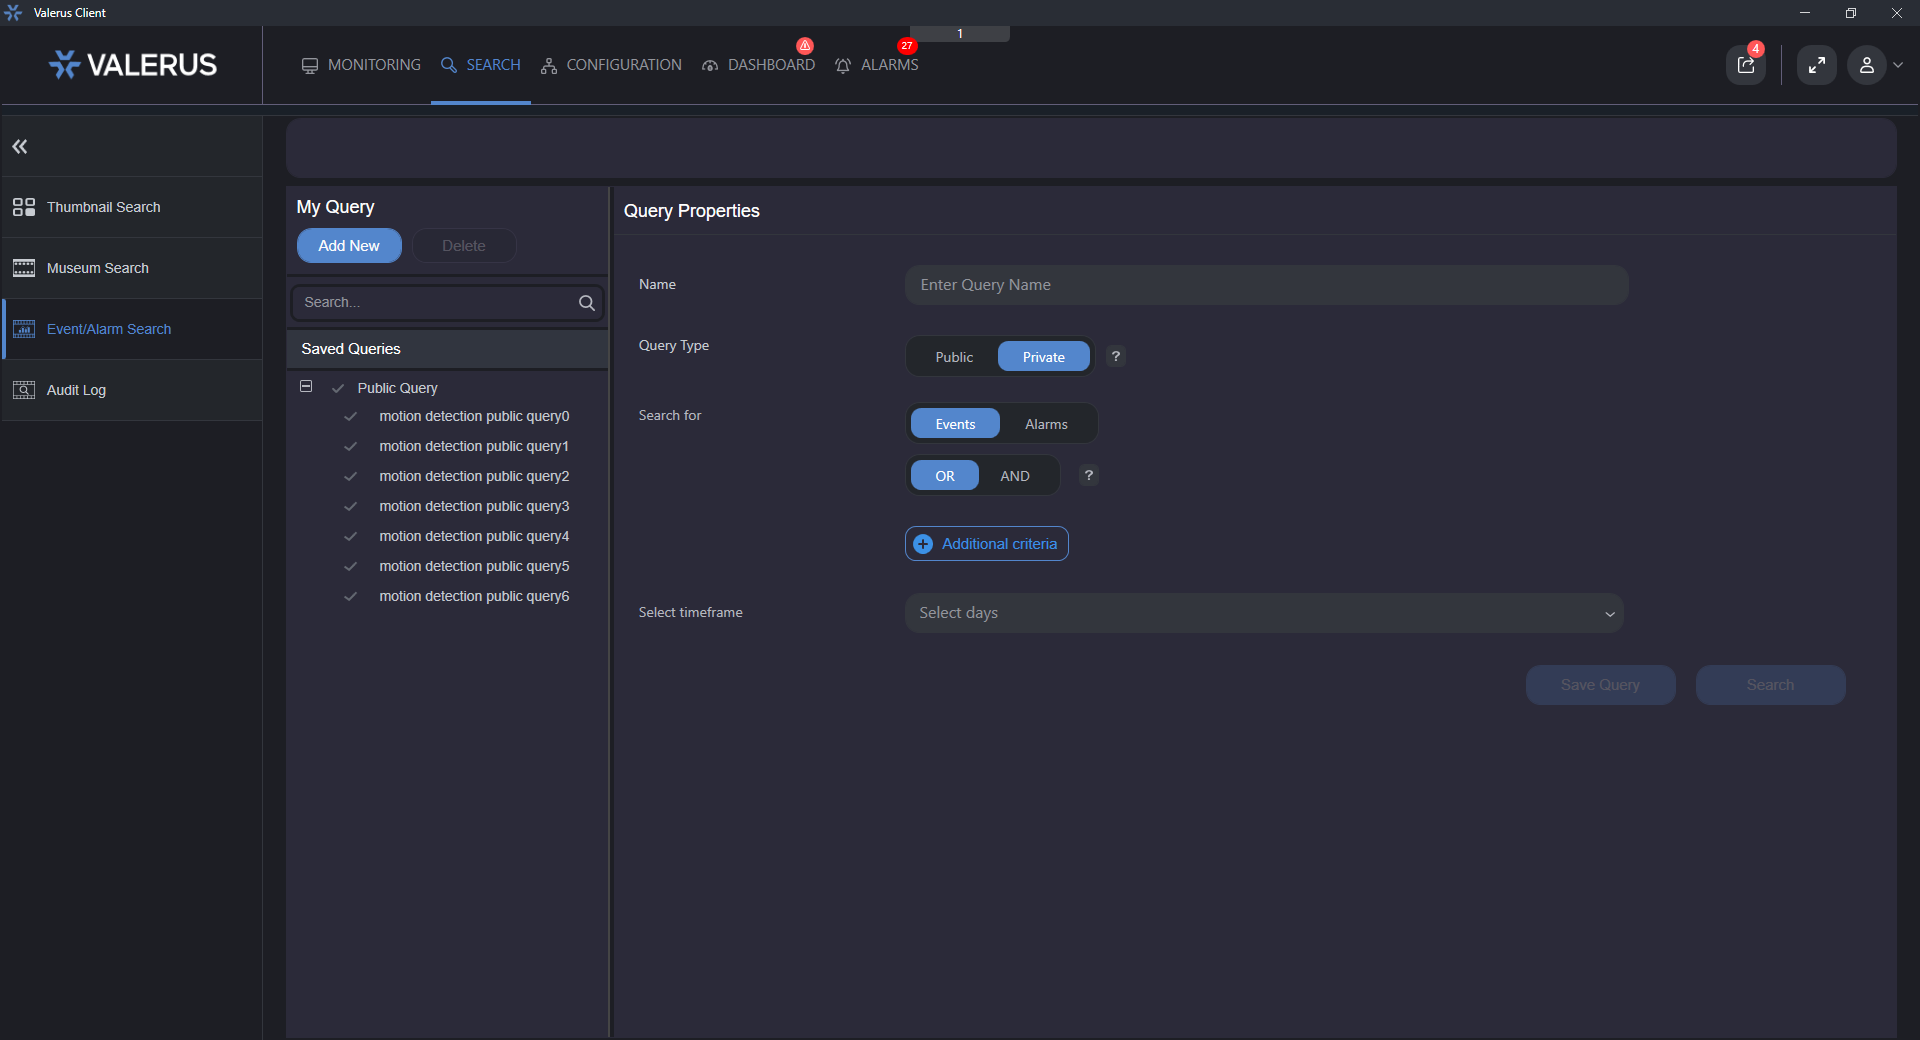 Valerus Client
1
VALERUS
MONITORING
SEARCH
CONFIGURATION
DASHBOARD
27
ALARMS
4
Thumbnail Search
Museum Search
Event/Alarm Search
Audit Log
My Query
Add New
Delete
Search...
Saved Queries
Public Query
motion detection public query0
motion detection public query1
motion detection public query2
motion detection public query3
motion detection public query4
motion detection public query5
motion detection public query6
Query Properties
Name
Enter Query Name
Query Type
Public
Private
?
Search for
Events
Alarms
OR
AND
?
Additional criteria
Select timeframe
Select days
Save Query
Search